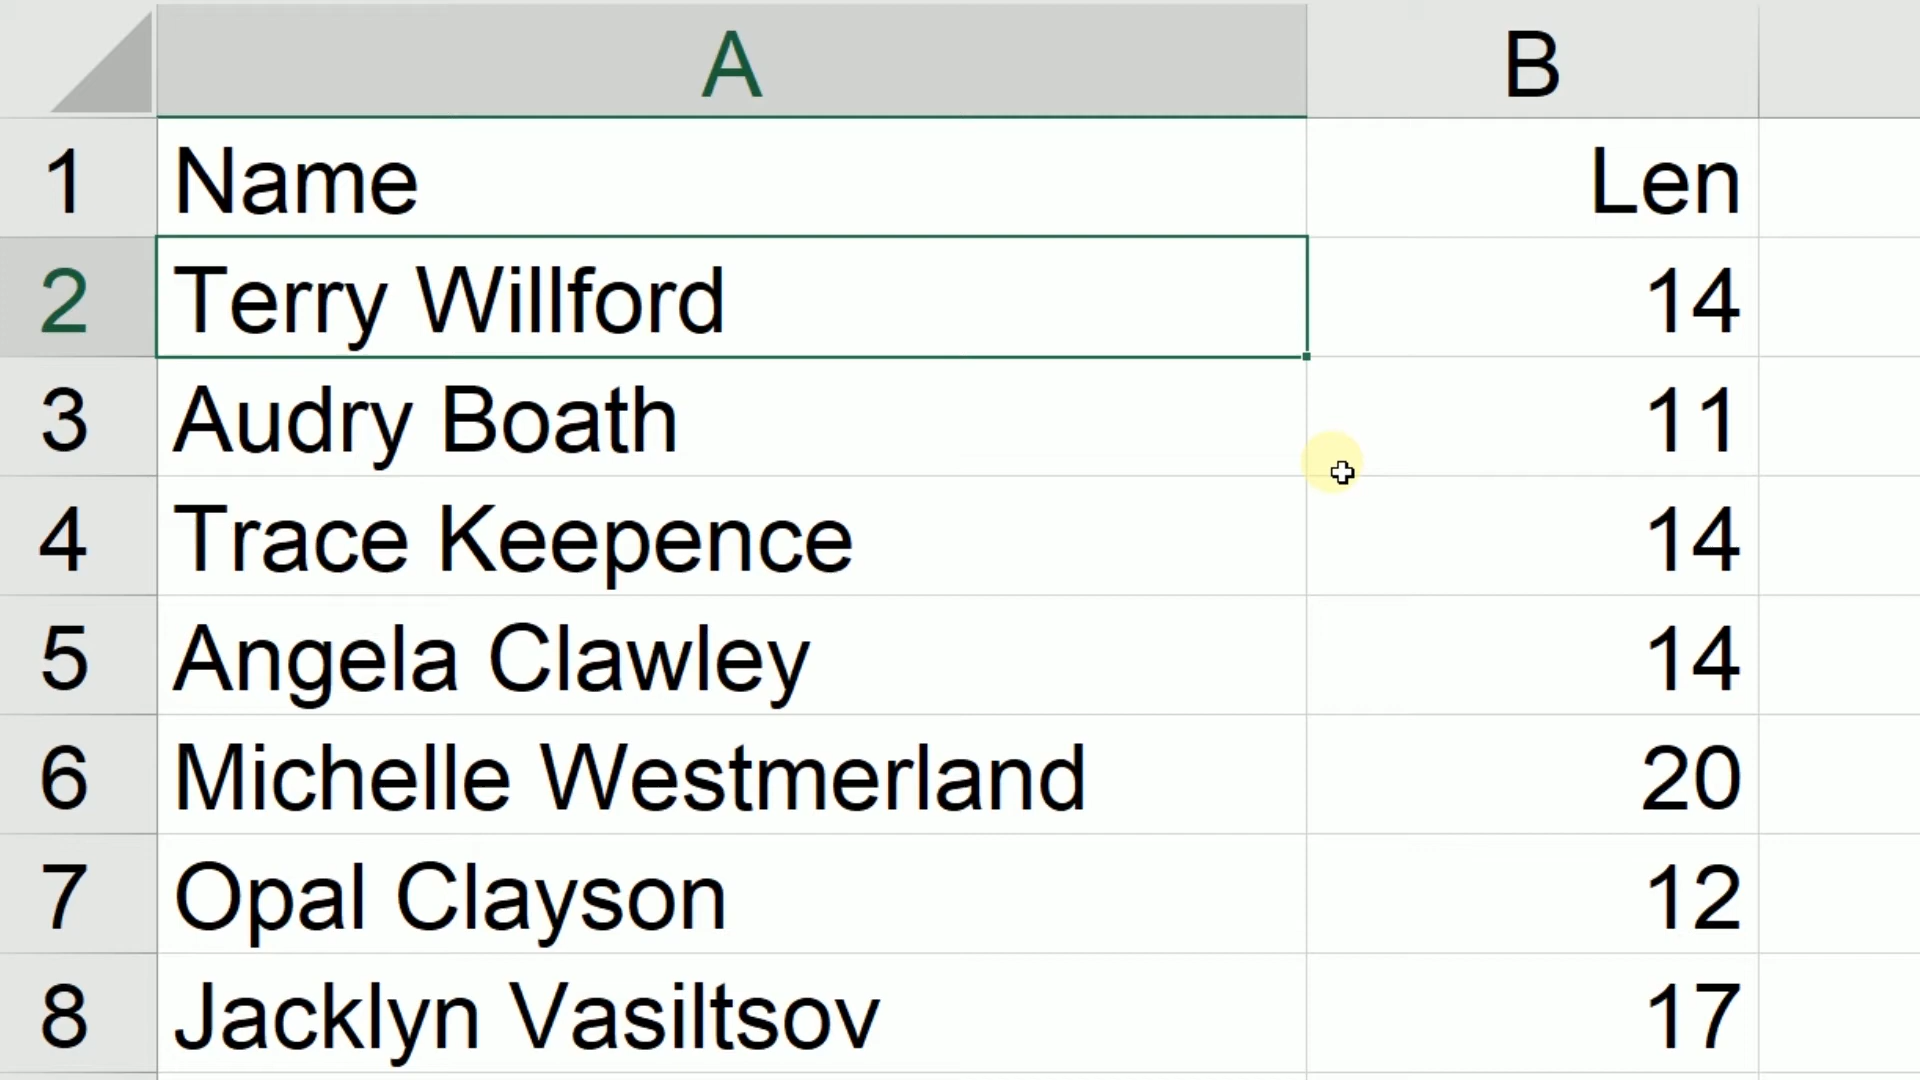 A B
1 Name Len
2 Terry Willford 14
3 Audry Boath 11
4 Trace Keepence 14
5 Angela Clawley 14
6 Michelle Westmerland 20
7 Opal Clayson 12
8 Jacklyn Vasiltsov 17